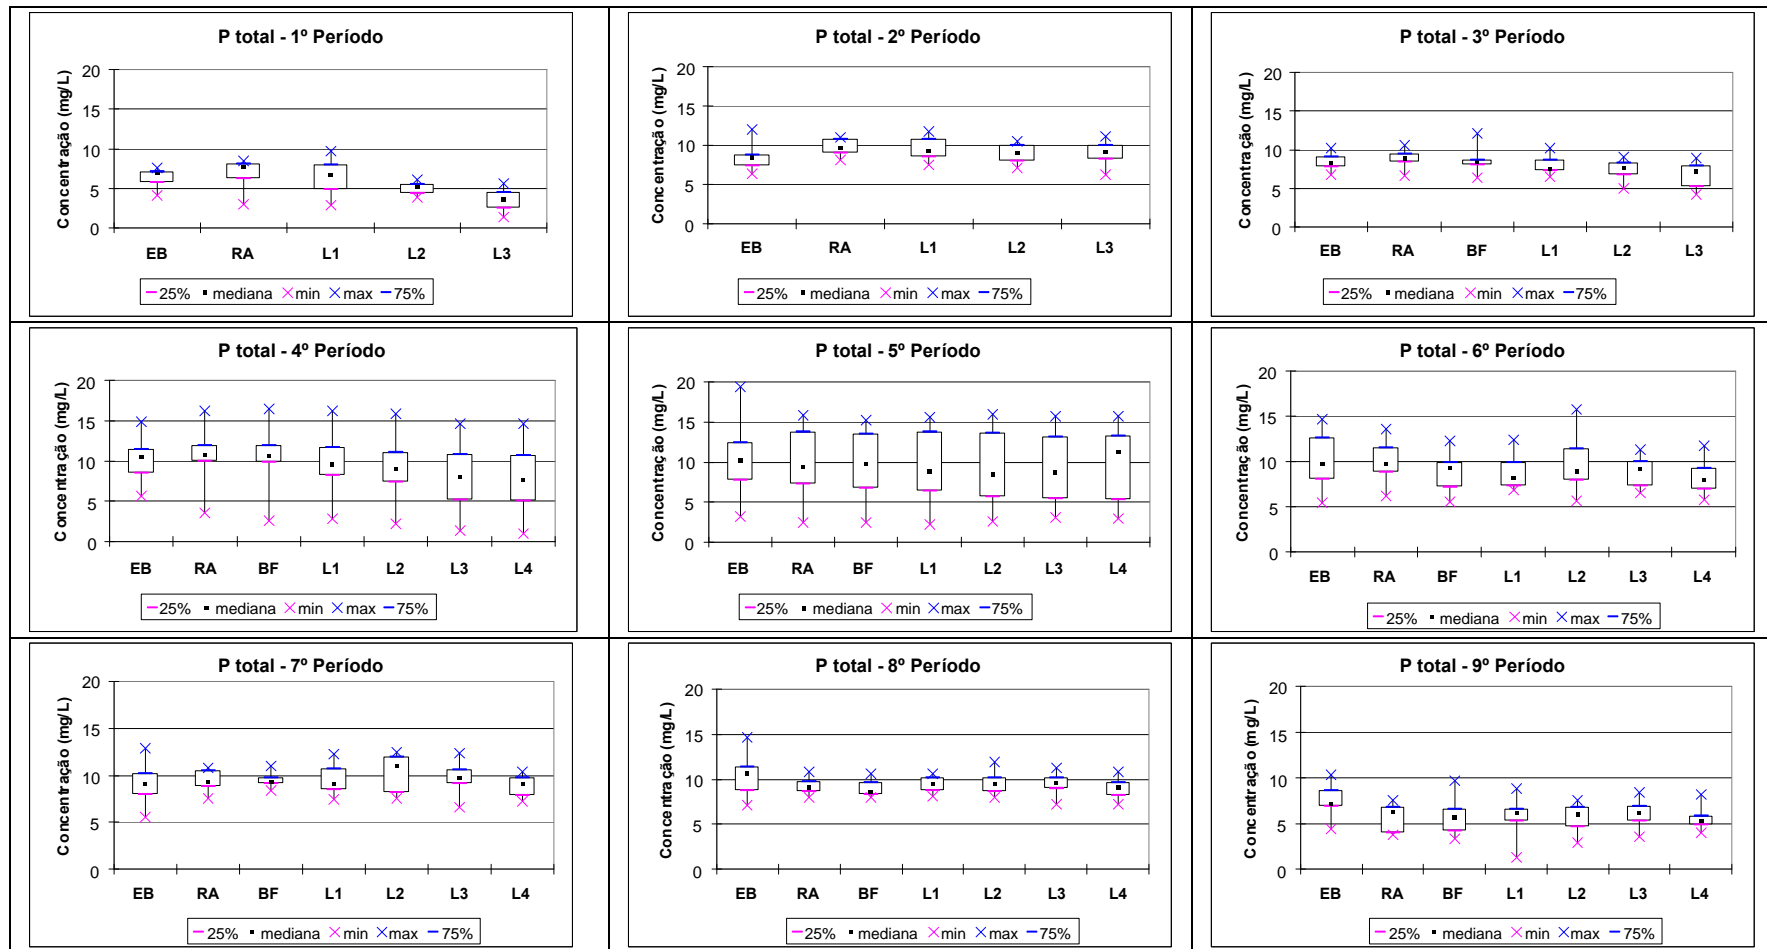 P total - 1º Período
Concentração (mg/L)
20
15
10
5
0
EB RA L1 L2 L3
25% mediana min max 75%
P total - 2º Período
Concentração (mg/L)
20
15
10
5
0
EB RA L1 L2 L3
25% mediana min max 75%
P total - 3º Período
Concentração (mg/L)
20
15
10
5
0
EB RA BF L1 L2 L3
25% mediana min max 75%
P total - 4º Período
Concentração (mg/L)
20
15
10
5
0
EB RA BF L1 L2 L3 L4
25% mediana min max 75%
P total - 5º Período
Concentração (mg/L)
20
15
10
5
0
EB RA BF L1 L2 L3 L4
25% mediana min max 75%
P total - 6º Período
Concentração (mg/L)
20
15
10
5
0
EB RA BF L1 L2 L3 L4
25% mediana min max 75%
P total - 7º Período
Concentração (mg/L)
20
15
10
5
0
EB RA BF L1 L2 L3 L4
25% mediana min max 75%
P total - 8º Período
Concentração (mg/L)
20
15
10
5
0
EB RA BF L1 L2 L3 L4
25% mediana min max 75%
P total - 9º Período
Concentração (mg/L)
20
15
10
5
0
EB RA BF L1 L2 L3 L4
25% mediana min max 75%